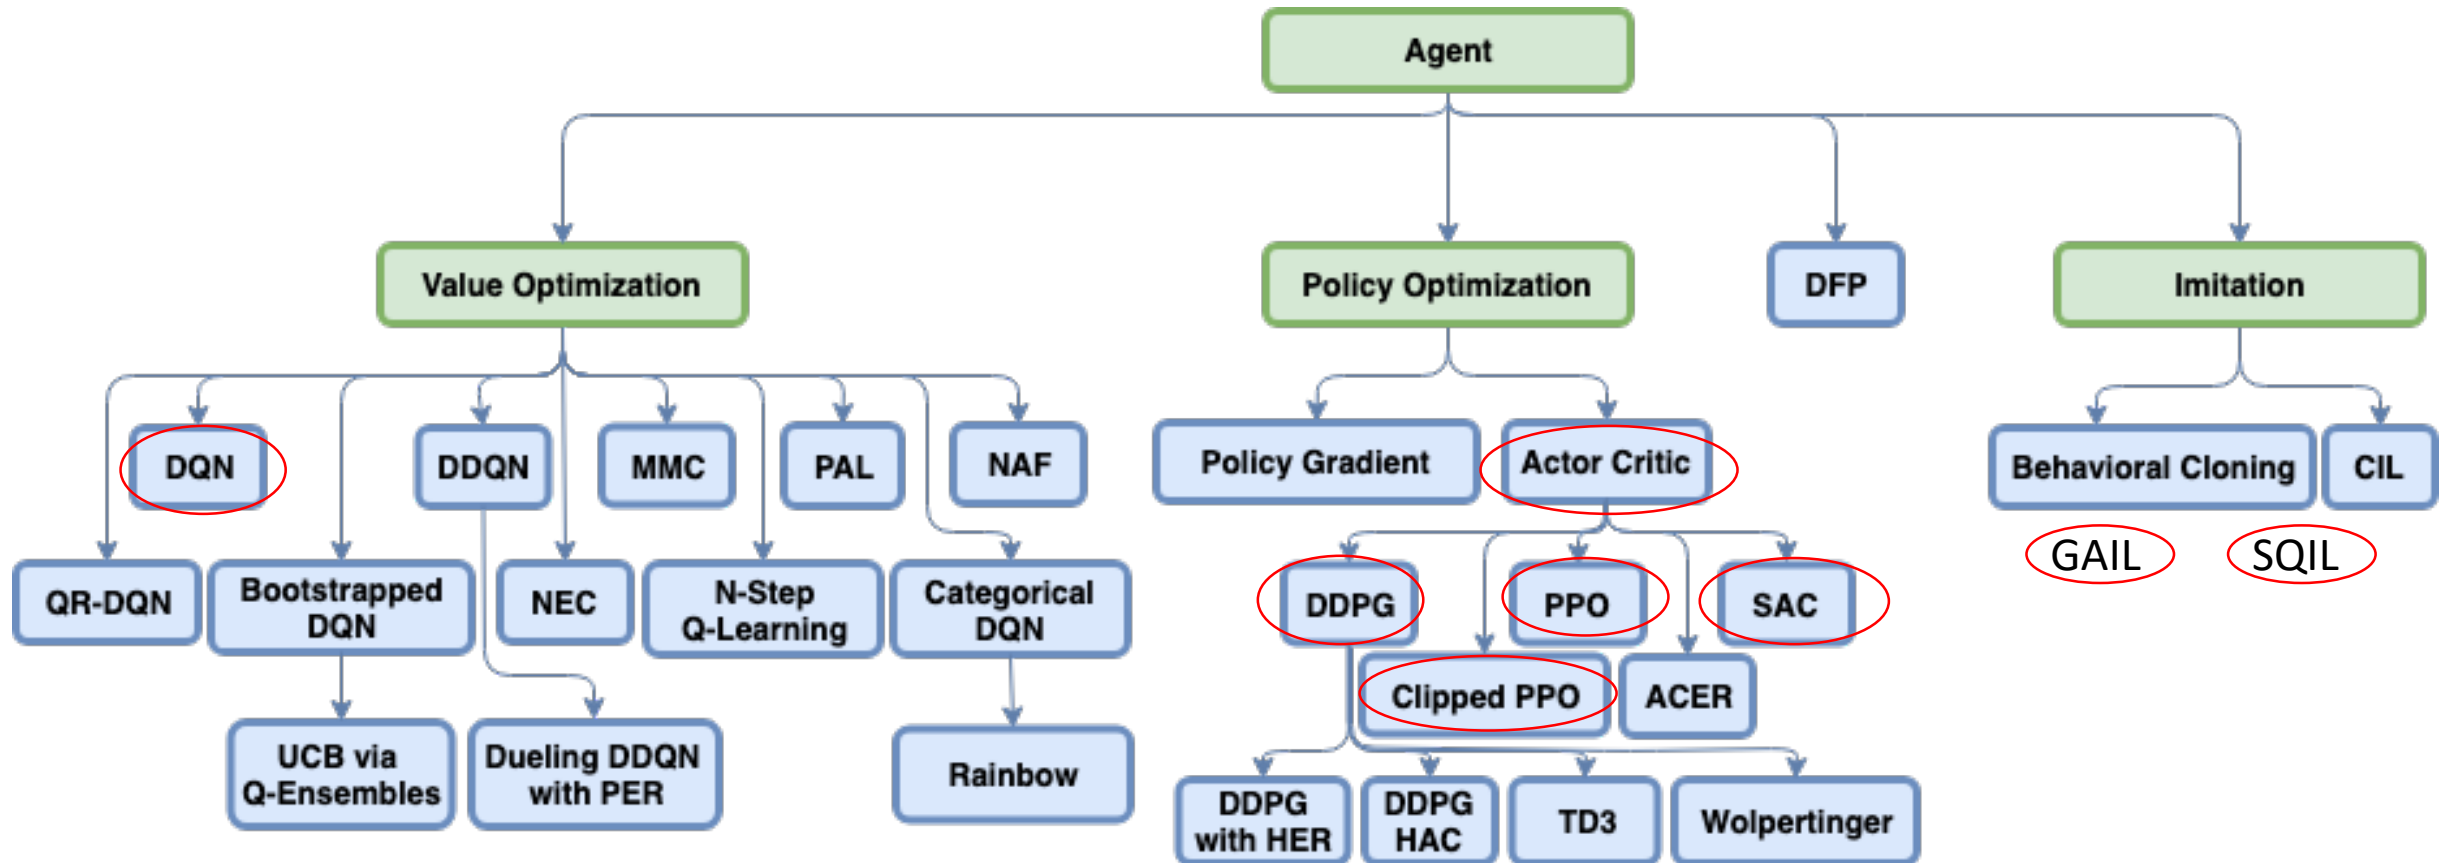 Agent
Value Optimization
Policy Optimization
DFP
Imitation
DQN
DDQN
MMC
PAL
NAF
Policy Gradient
Actor Critic
Behavioral Cloning
CIL
GAIL
SQIL
QR-DQN
Bootstrapped
DQN
NEC
N-Step
Q-Learning
Categorical
DQN
DDPG
PPO
SAC
Clipped PPO
ACER
UCB via
Q-Ensembles
Dueling DDQN
with PER
Rainbow
DDPG
with HER
DDPG
HAC
TD3
Wolpertinger